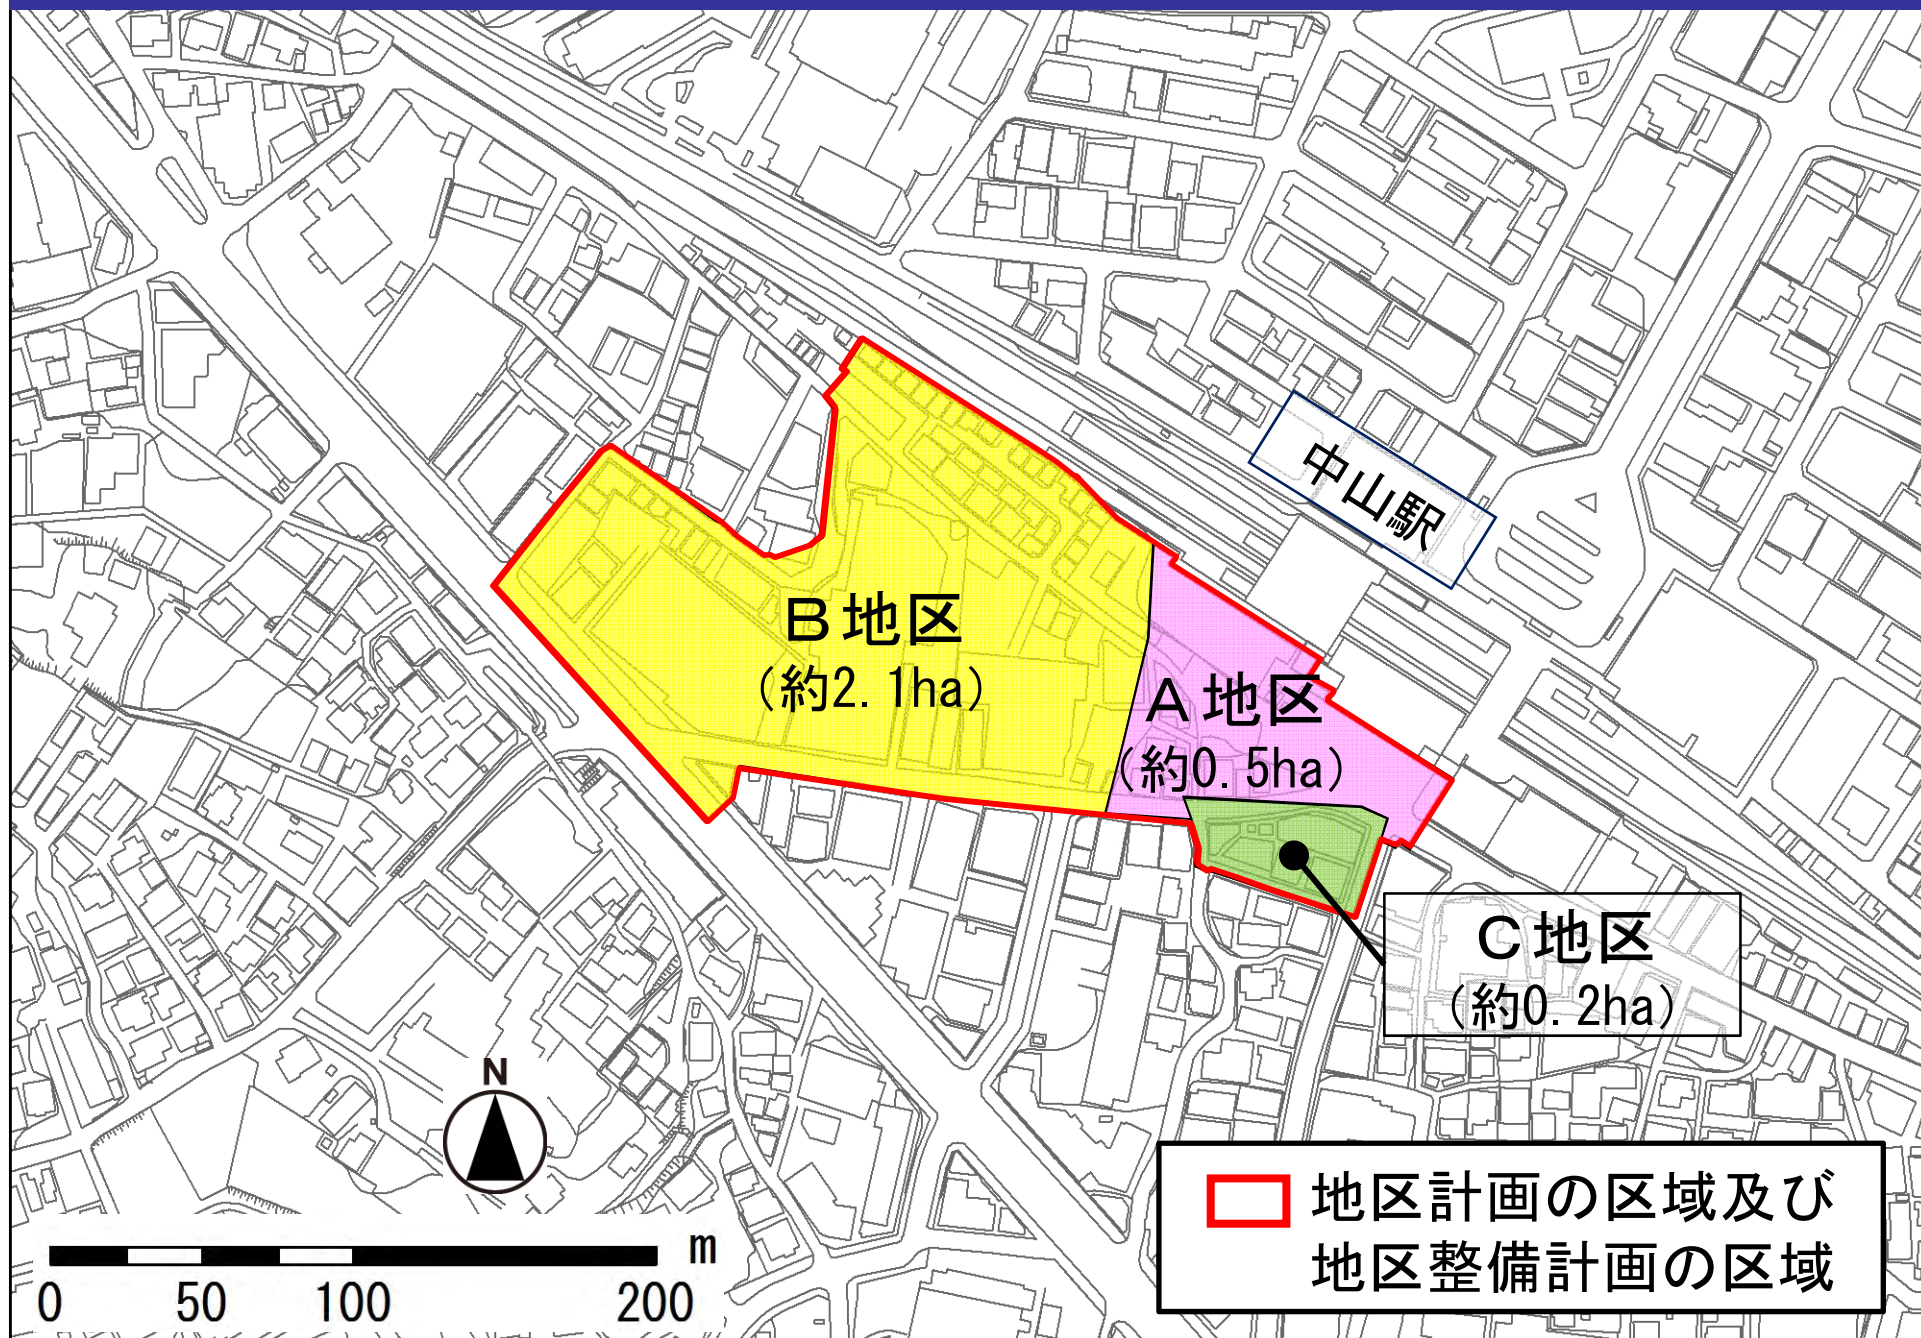 中山駅
B地区
(約2.1ha)
A地区
(約0.5ha)
C地区
(約0.2ha)
N
m
0 50 100 200
地区計画の区域及び
地区整備計画の区域